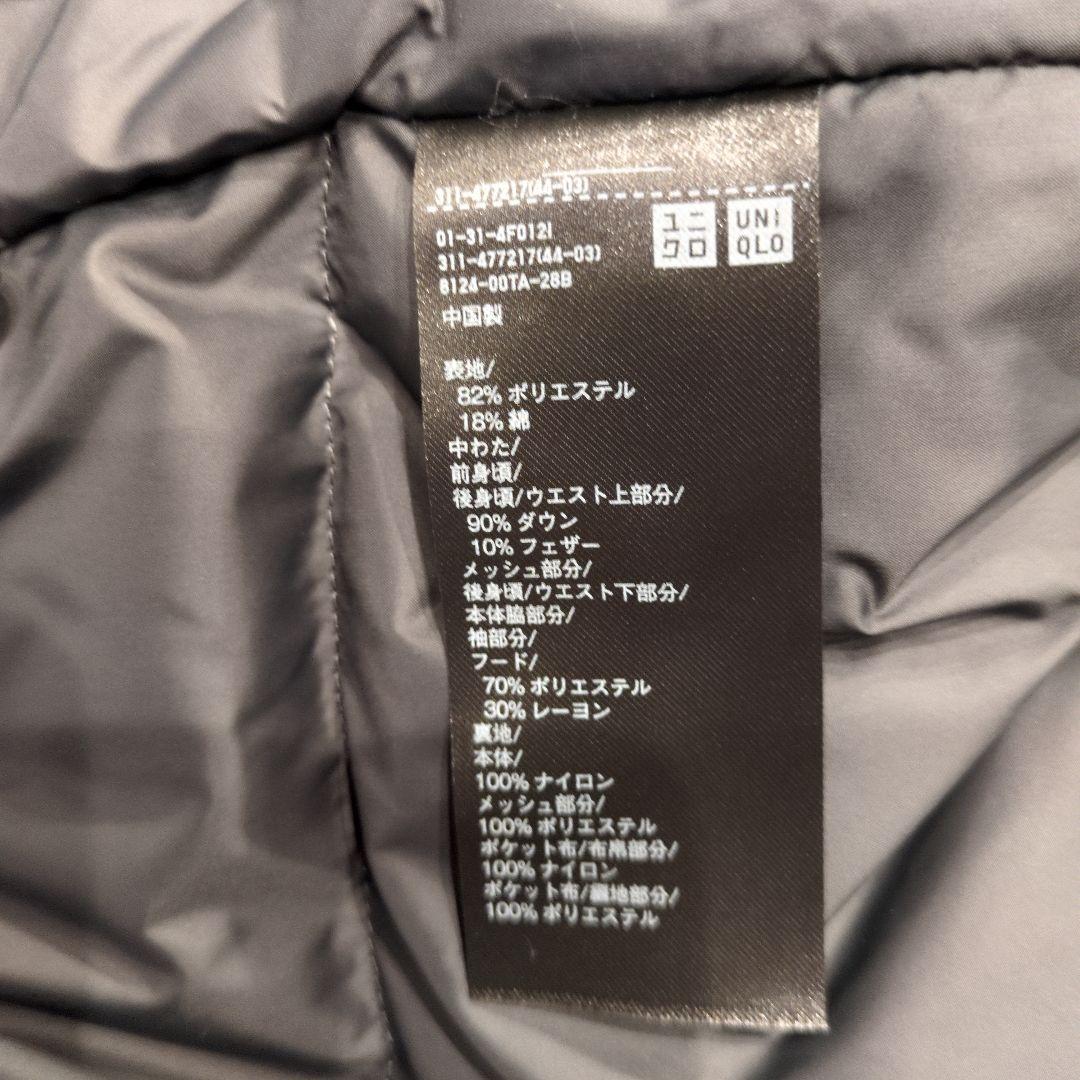 311-477217(44-03)
ユニクロ
UNIQLO
01-31-4F012I
311-477217(44-03)
8124-00TA-28B
中国製
表地/
82% ポリエステル
18% 綿
中わた/
前身頃/
後身頃/ウエスト上部分/
90% ダウン
10% フェザー
メッシュ部分/
後身頃/ウエスト下部分/
本体脇部分/
袖部分/
フード/
70% ポリエステル
30% レーヨン
裏地/
本体/
100% ナイロン
メッシュ部分/
100% ポリエステル
ポケット布/布帛部分/
100% ナイロン
ポケット布/裏地部分/
100% ポリエステル